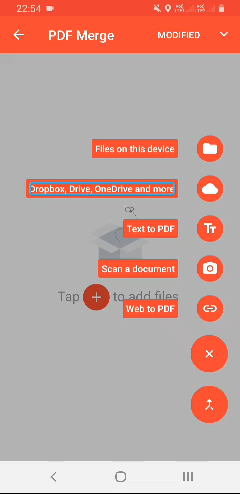 22:54
PDF Merge
MODIFIED
Files on this device
Dropbox, Drive, OneDrive and more
Text to PDF
Scan a document
Tap + to add files
Web to PDF